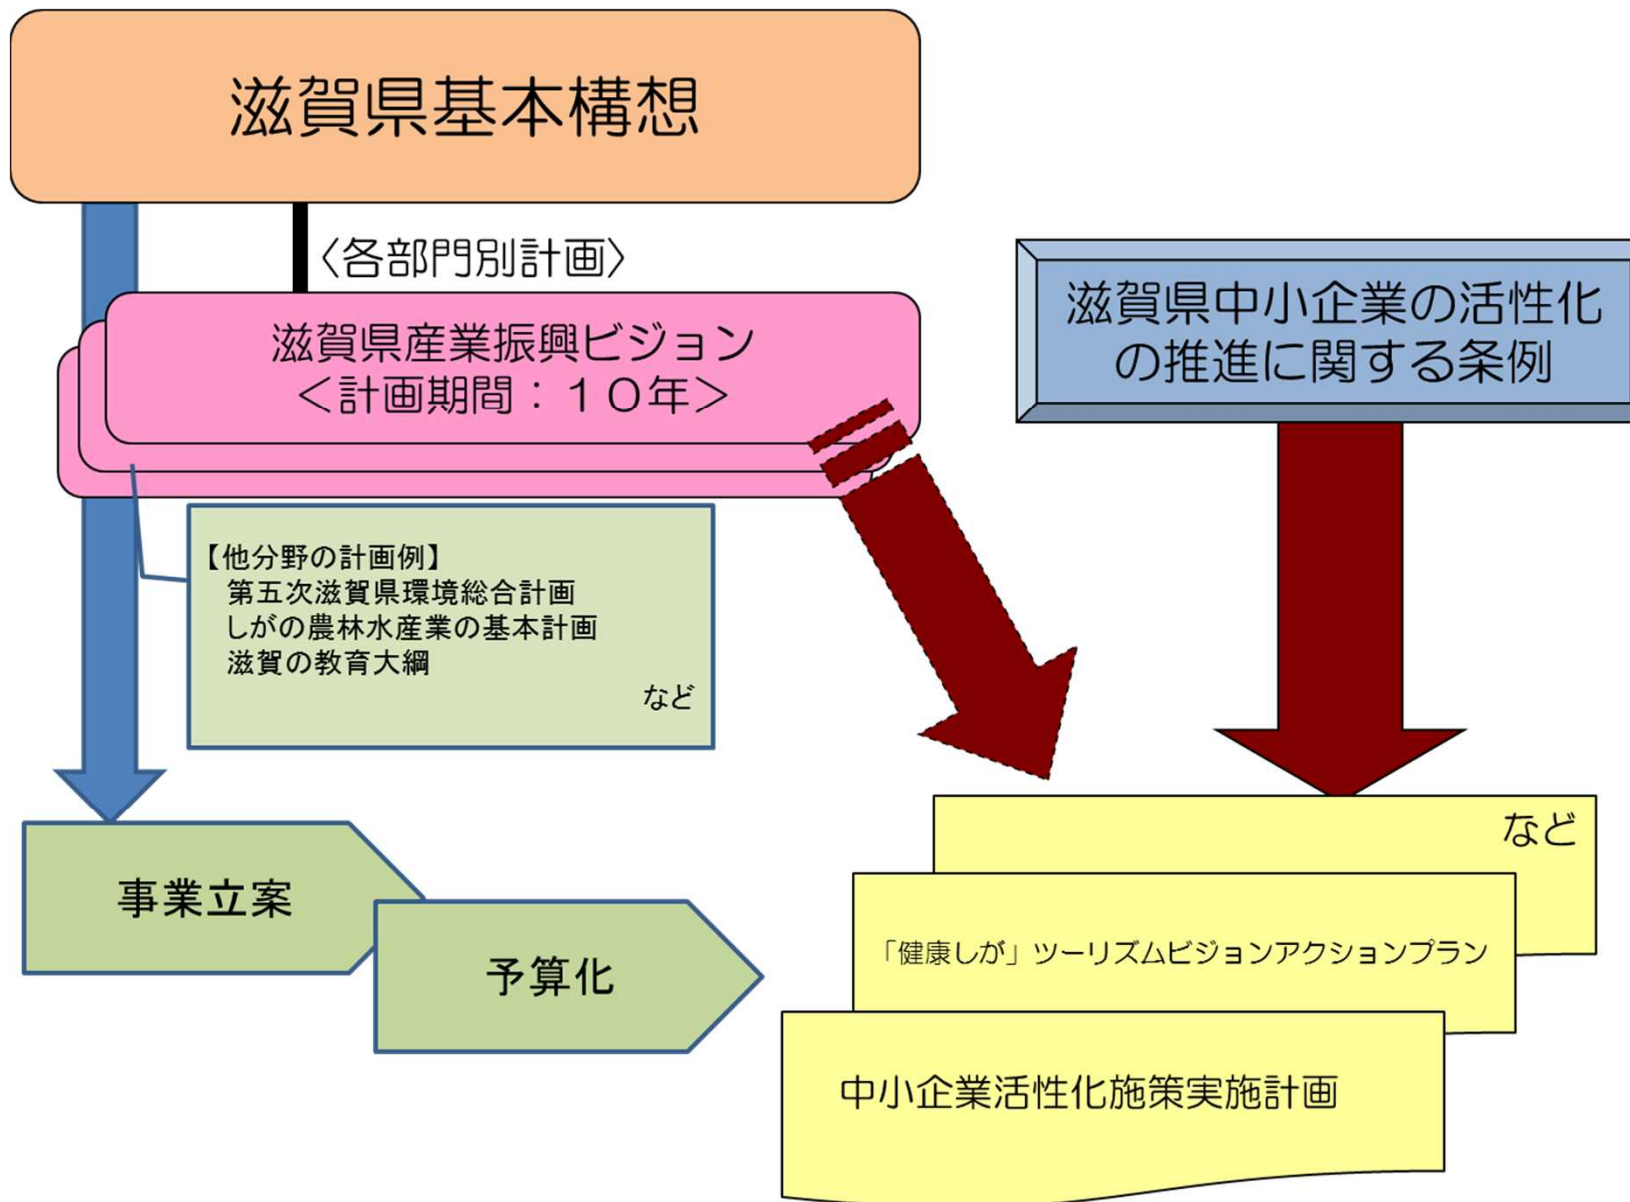 滋賀県基本構想
〈各部門別計画〉
滋賀県産業振興ビジョン
＜計画期間：１０年＞
滋賀県中小企業の活性化
の推進に関する条例
【他分野の計画例】
第五次滋賀県環境総合計画
しがの農林水産業の基本計画
滋賀の教育大綱
など
事業立案
予算化
など
「健康しが」ツーリズムビジョンアクションプラン
中小企業活性化施策実施計画